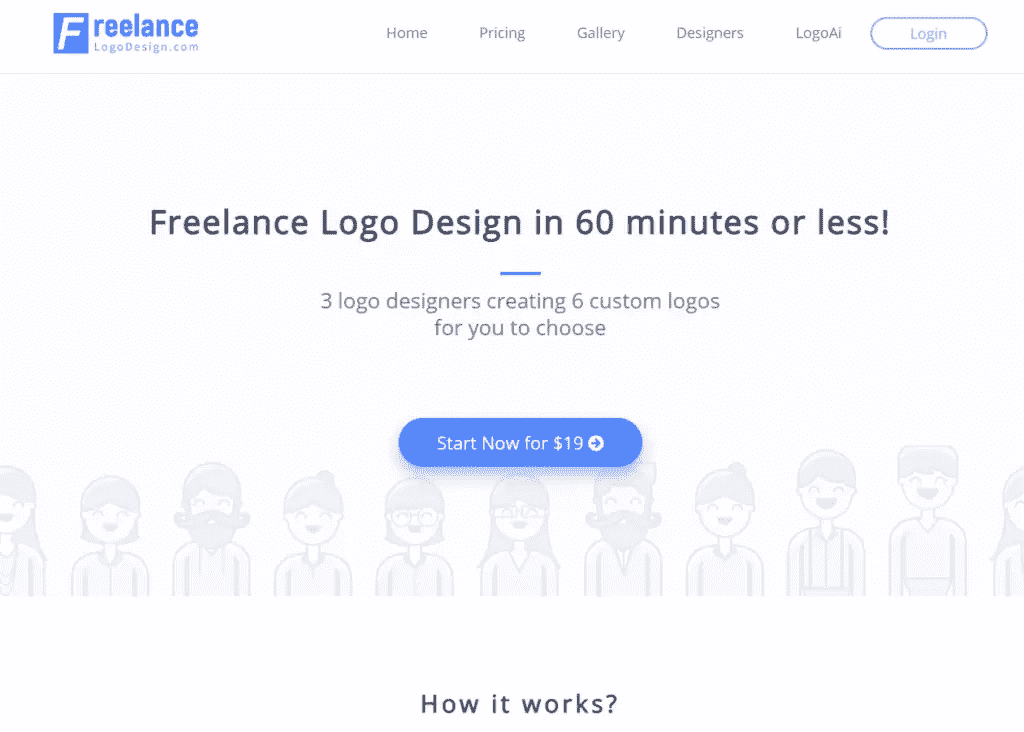 Freelance
LogoDesign.com
Home Pricing Gallery Designers LogoAi Login
Freelance Logo Design in 60 minutes or less!
3 logo designers creating 6 custom logos
for you to choose
Start Now for $19
How it works?